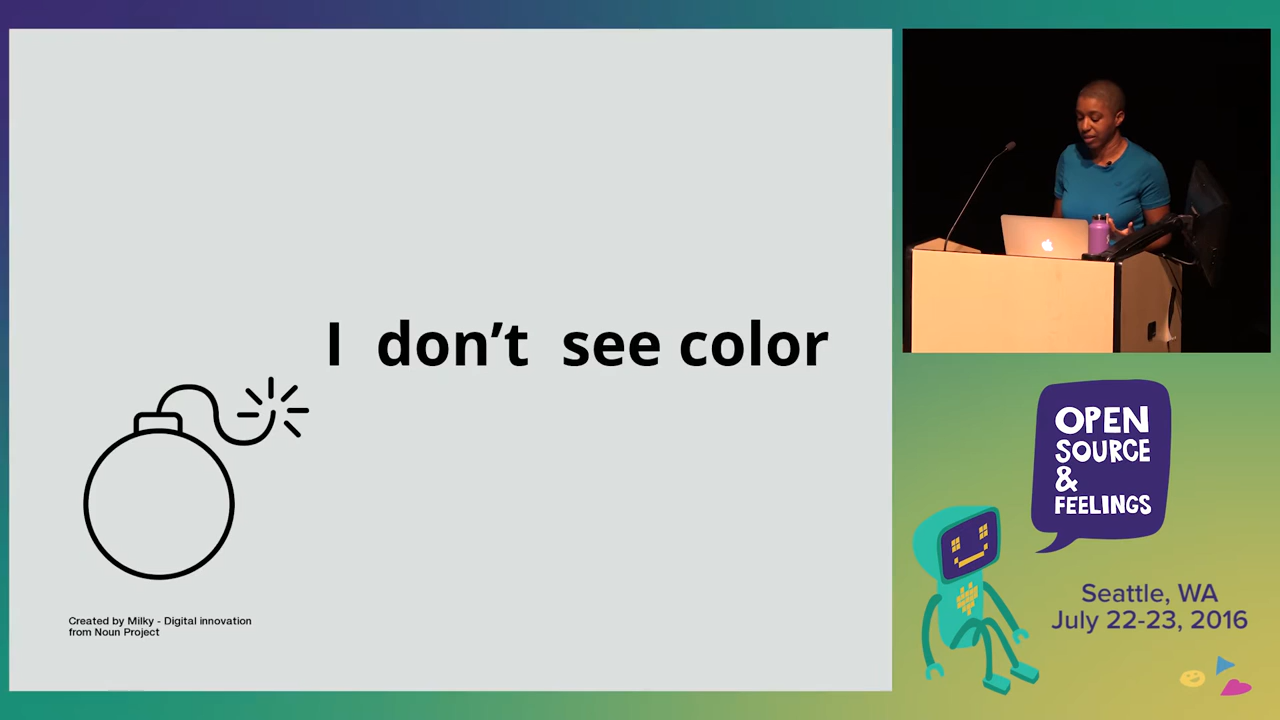 I don’t see color
Created by Milky - Digital innovation
from Noun Project
OPEN
SOURCE
&
FEELINGS
Seattle, WA
July 22-23, 2016